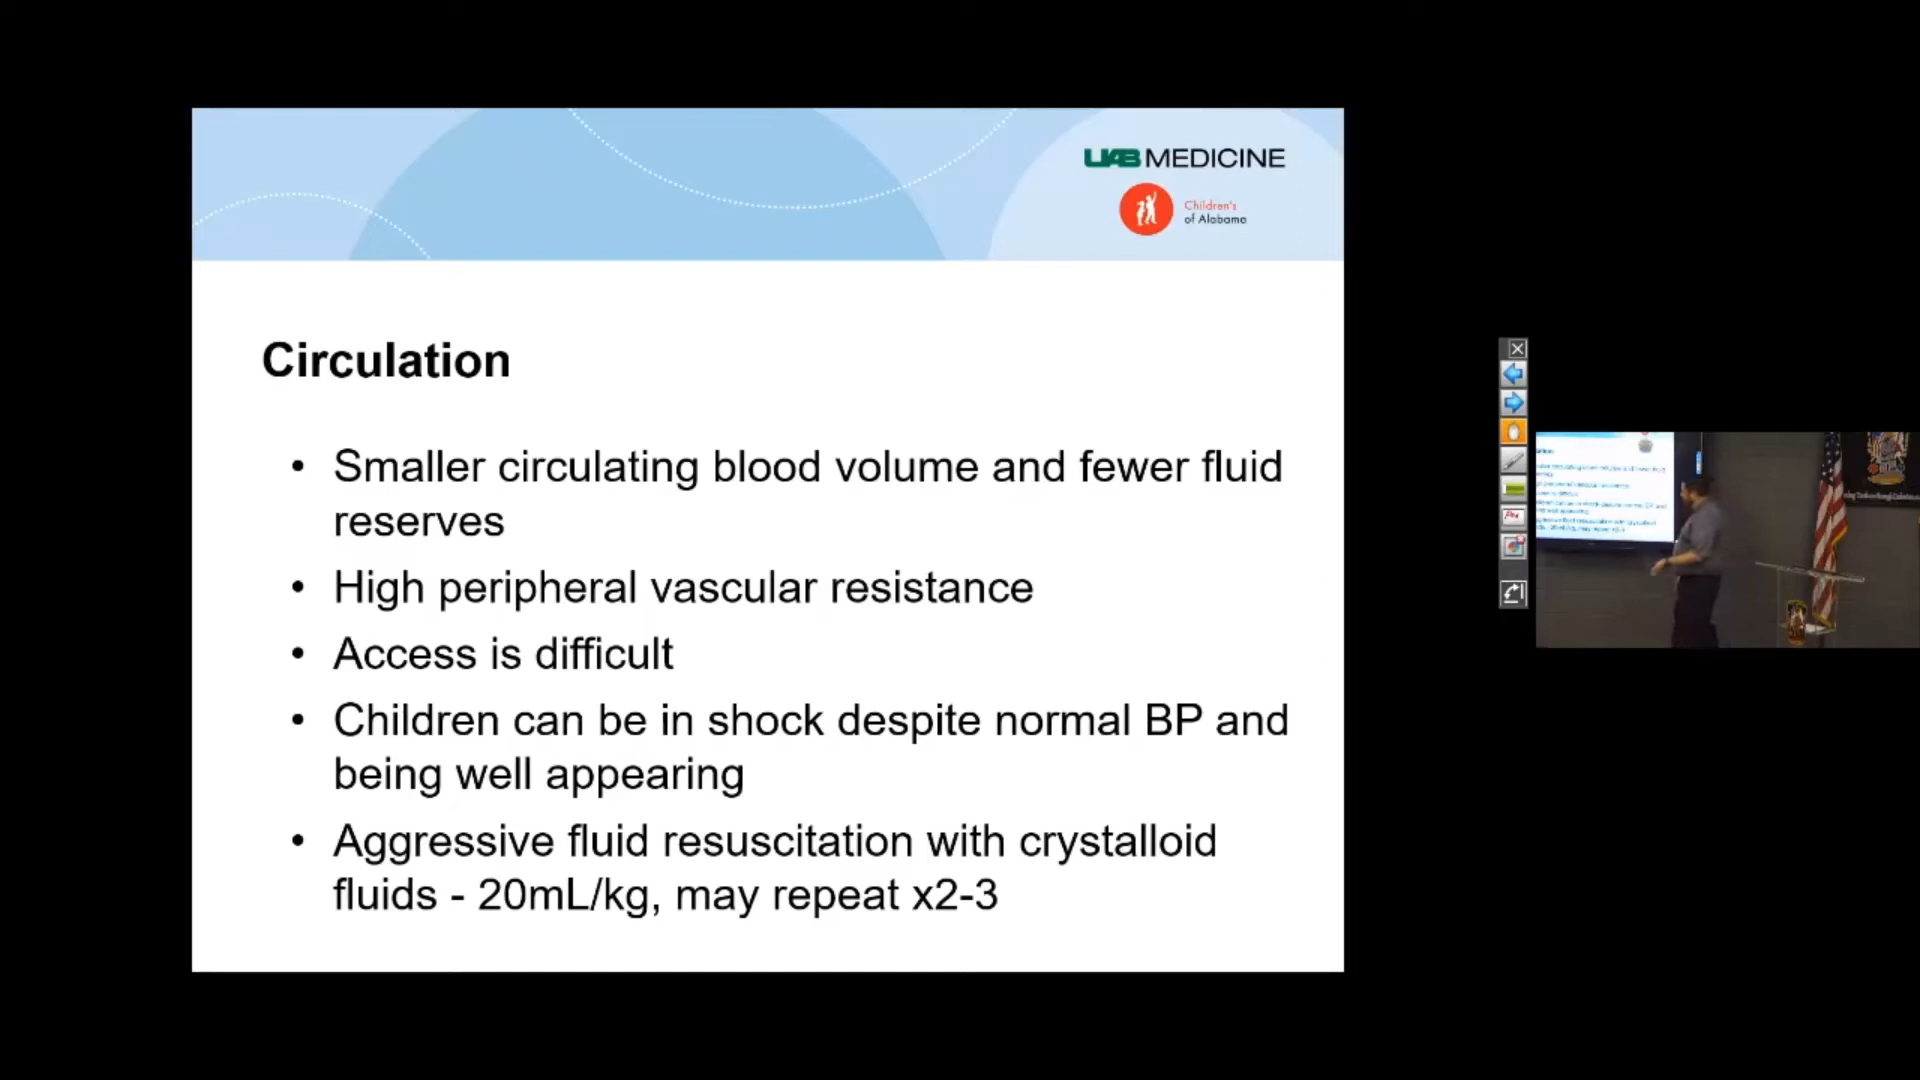 UAB MEDICINE
Children's
of Alabama
Circulation
• Smaller circulating blood volume and fewer fluid
reserves
• High peripheral vascular resistance
• Access is difficult
• Children can be in shock despite normal BP and
being well appearing
• Aggressive fluid resuscitation with crystalloid
fluids - 20mL/kg, may repeat x2-3